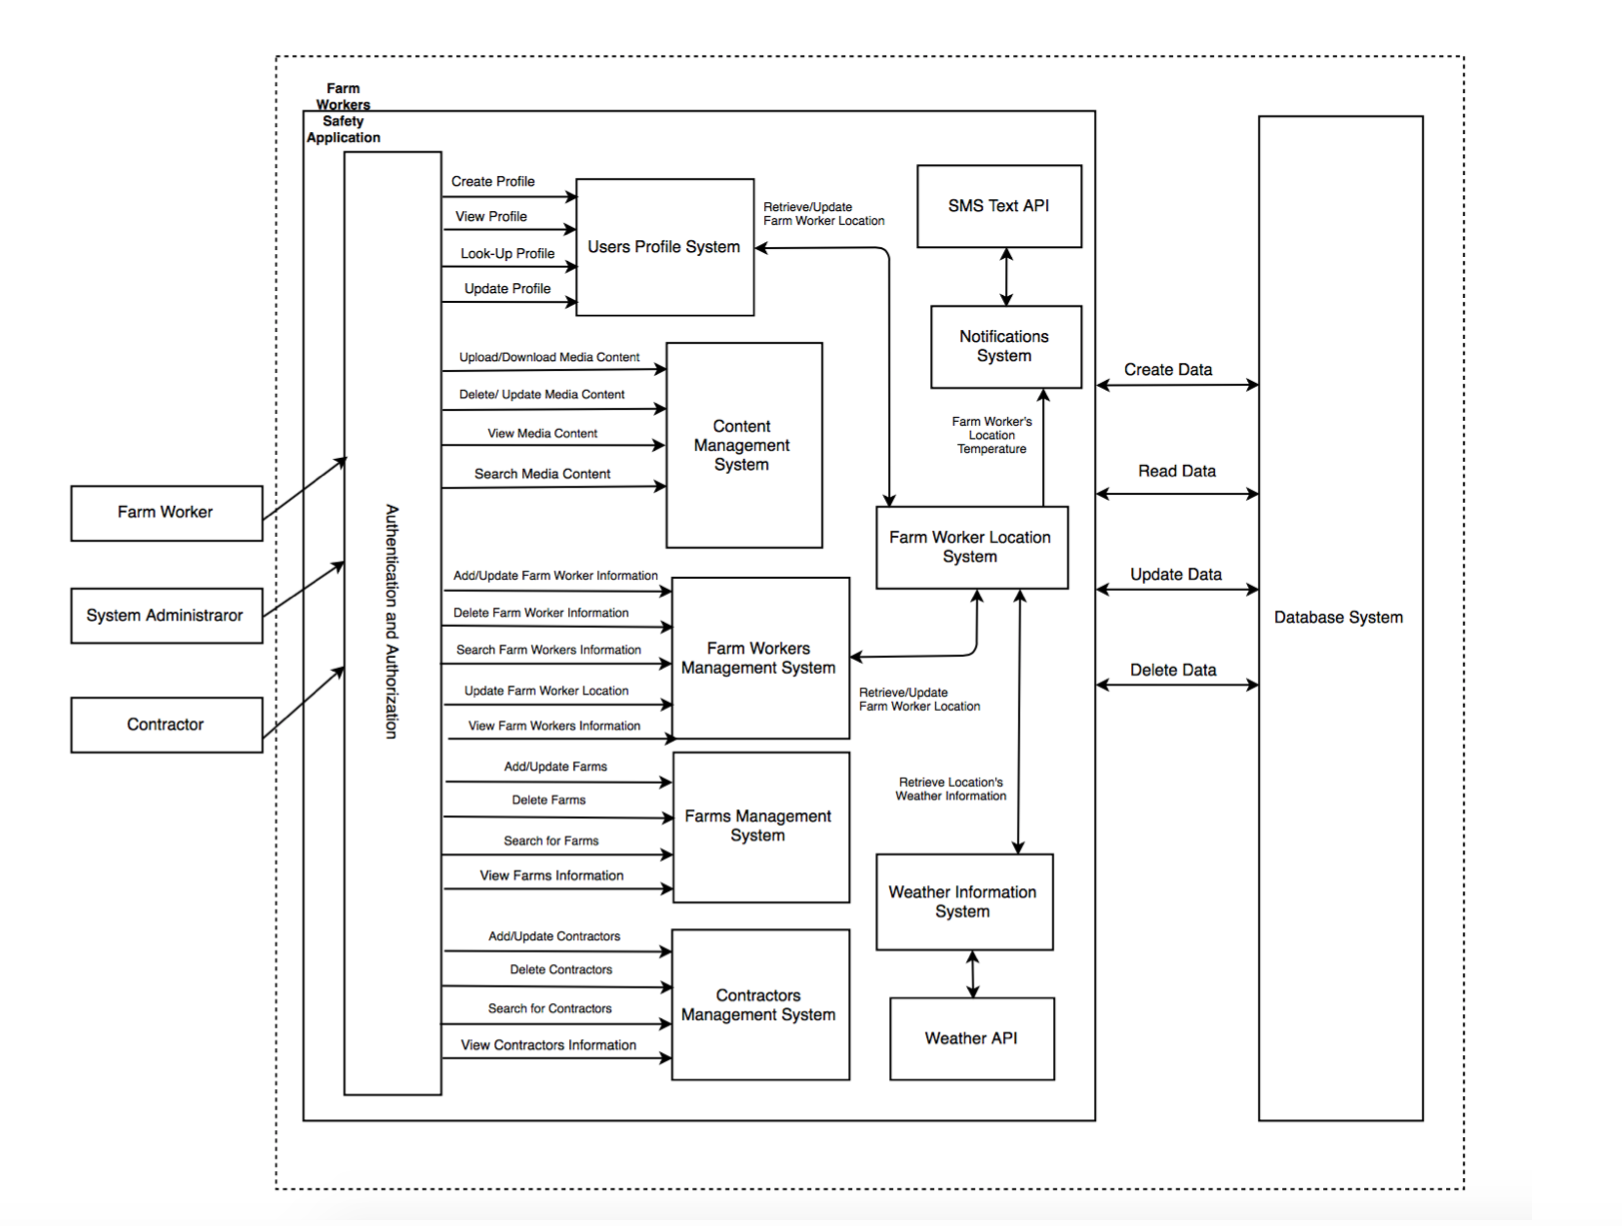 Farm
Workers
Safety
Application
Create Profile
View Profile
Look-Up Profile
Update Profile
Users Profile System
Retrieve/Update
Farm Worker Location
SMS Text API
Notifications
System
Upload/Download Media Content
Delete/ Update Media Content
View Media Content
Search Media Content
Content
Management
System
Farm Worker's
Location
Temperature
Create Data
Read Data
Update Data
Delete Data
Database System
Farm Worker
System Administraror
Contractor
Authentication and Authorization
Farm Worker Location
System
Add/Update Farm Worker Information
Delete Farm Worker Information
Search Farm Workers Information
Update Farm Worker Location
View Farm Workers Information
Farm Workers
Management System
Retrieve/Update
Farm Worker Location
Add/Update Farms
Delete Farms
Search for Farms
View Farms Information
Farms Management
System
Retrieve Location's
Weather Information
Weather Information
System
Add/Update Contractors
Delete Contractors
Search for Contractors
View Contractors Information
Contractors
Management System
Weather API